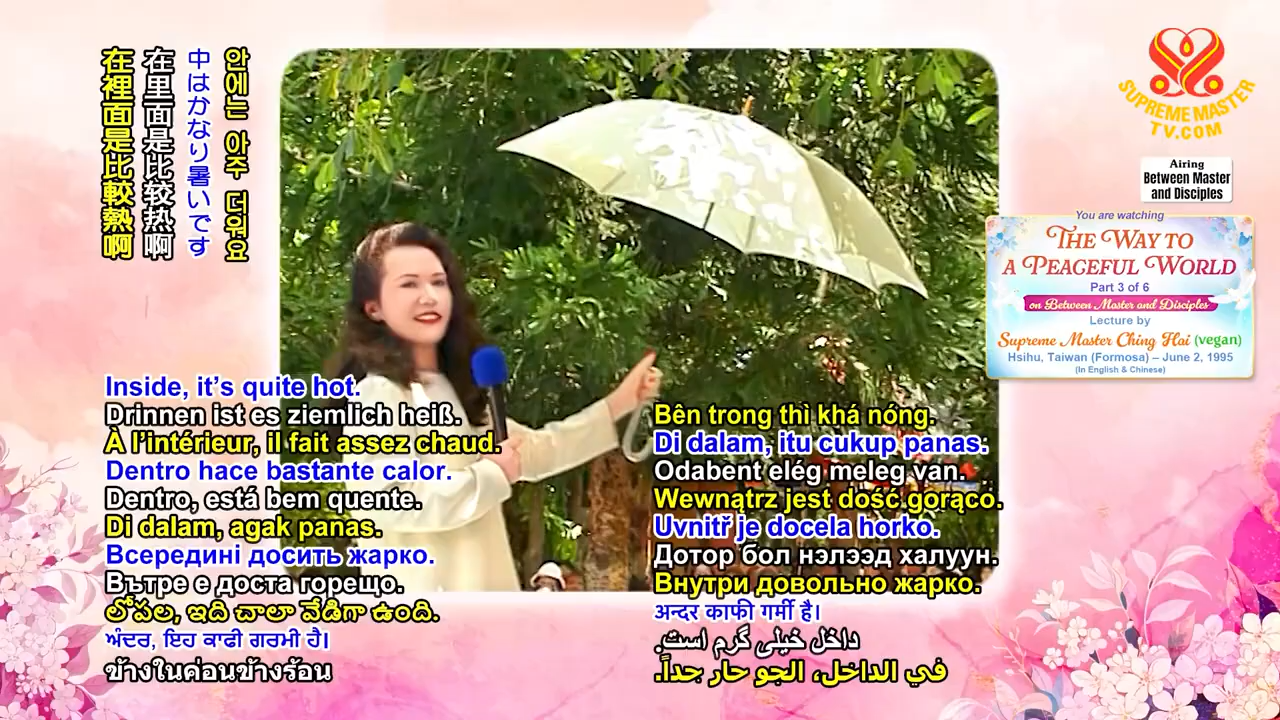 在裡面是比較熱啊
在里面是比较热啊
中はかなり暑いです
안에는 아주 더워요
SUPREME MASTER
TV.COM
Airing
Between Master
and Disciples
You are watching
THE WAY TO
A PEACEFUL WORLD
Part 3 of 6
on Between Master and Disciples
Lecture by
Supreme Master Ching Hai (vegan)
Hsihu, Taiwan (Formosa) – June 2, 1995
(In English & Chinese)
Inside, it’s quite hot.
Drinnen ist es ziemlich heiß.
À l’intérieur, il fait assez chaud.
Dentro hace bastante calor.
Dentro, está bem quente.
Di dalam, agak panas.
Всередині досить жарко.
Вътре е доста горещо.
లోపల, ఇది చాలా వేడిగా ఉంది.
ਅੰਦਰ, ਇਹ ਕਾਫੀ ਗਰਮੀ ਹੈ।
ข้างในค่อนข้างร้อน
Bên trong thì khá nóng.
Di dalam, itu cukup panas.
Odabent elég meleg van.
Wewnątrz jest dość gorąco.
Uvnitř je docela horko.
Дотор бол нэлээд халуун.
Внутри довольно жарко.
अन्दर काफी गर्मी है।
داخل خیلی گرم است.
في الداخل، الجو حار جداً.